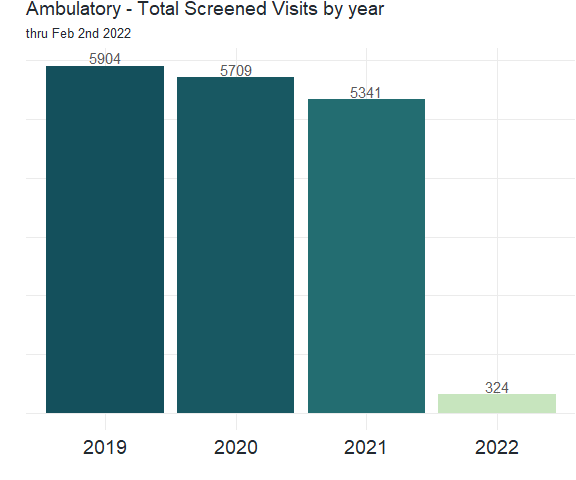 Ambulatory - Total Screened Visits by year
thru Feb 2nd 2022
5904
5709
5341
324
2019 2020 2021 2022